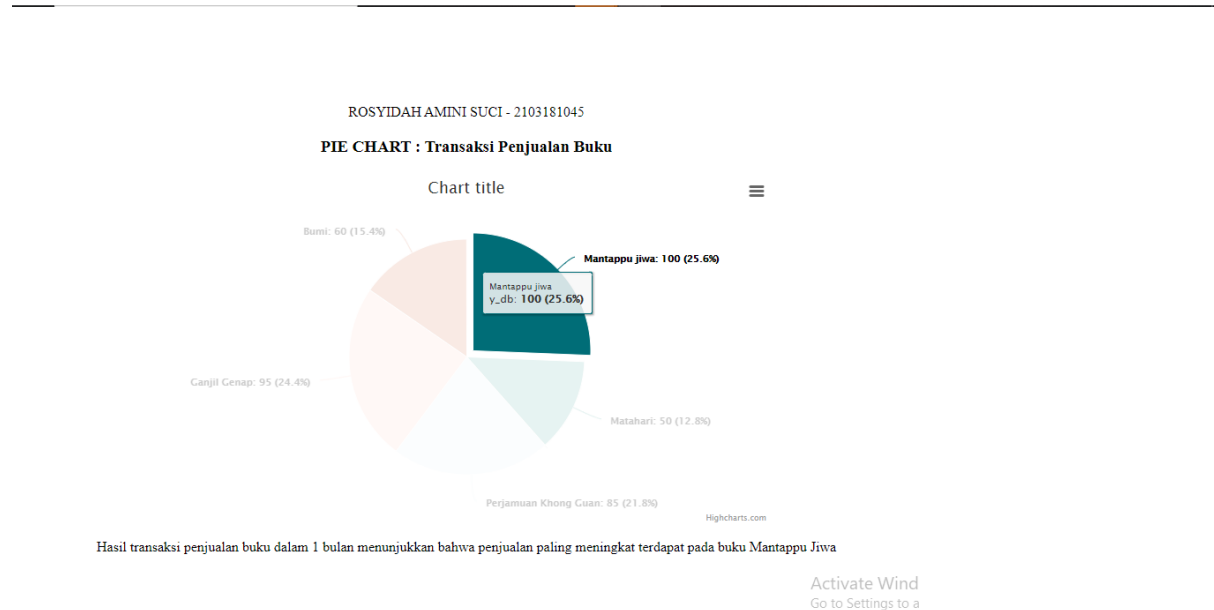 ROSYIDAH AMINI SUCI - 2103181045
PIE CHART : Transaksi Penjualan Buku
Chart title
Bumi: 60 (15.4%)
Mantappu jiwa: 100 (25.6%)
Mantappu jiwa
y_db: 100 (25.6%)
Ganjil Genap: 95 (24.4%)
Matahari: 50 (12.8%)
Perjamuan Khong Guan: 85 (21.8%)
Highcharts.com
Hasil transaksi penjualan buku dalam 1 bulan menunjukkan bahwa penjualan paling meningkat terdapat pada buku Mantappu Jiwa
Activate Wind
Go to Settings to a